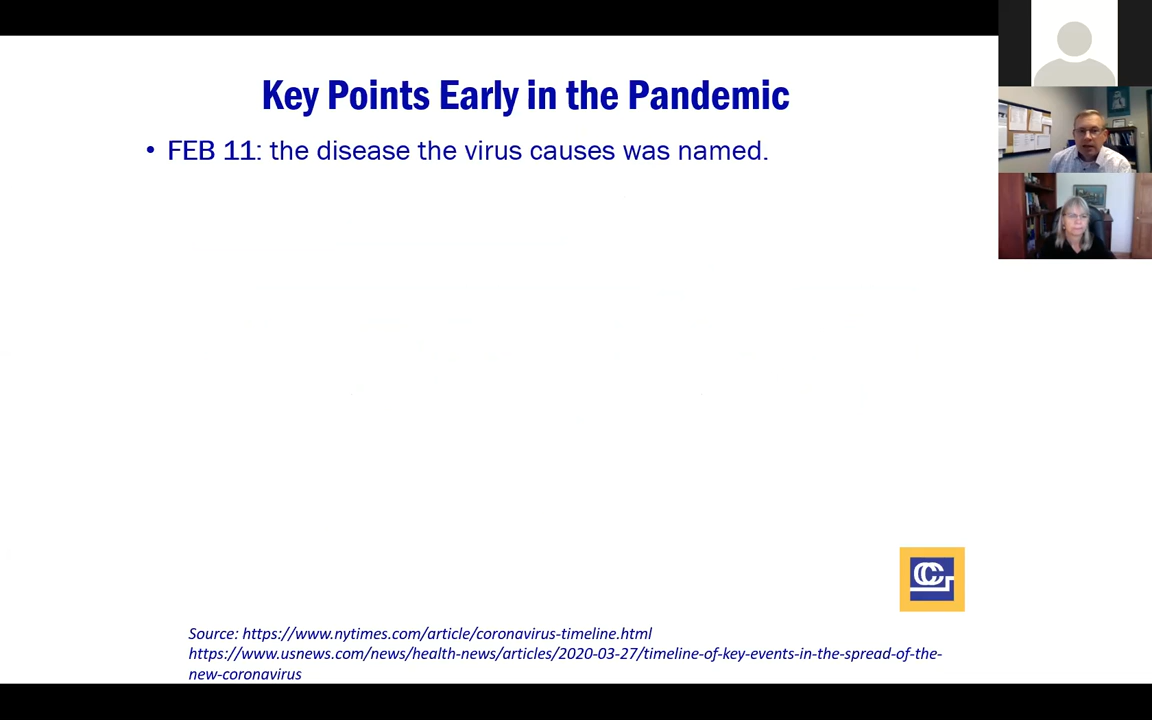 Key Points Early in the Pandemic
• FEB 11: the disease the virus causes was named.
Source: https://www.nytimes.com/article/coronavirus-timeline.html
https://www.usnews.com/news/health-news/articles/2020-03-27/timeline-of-key-events-in-the-spread-of-the-
new-coronavirus